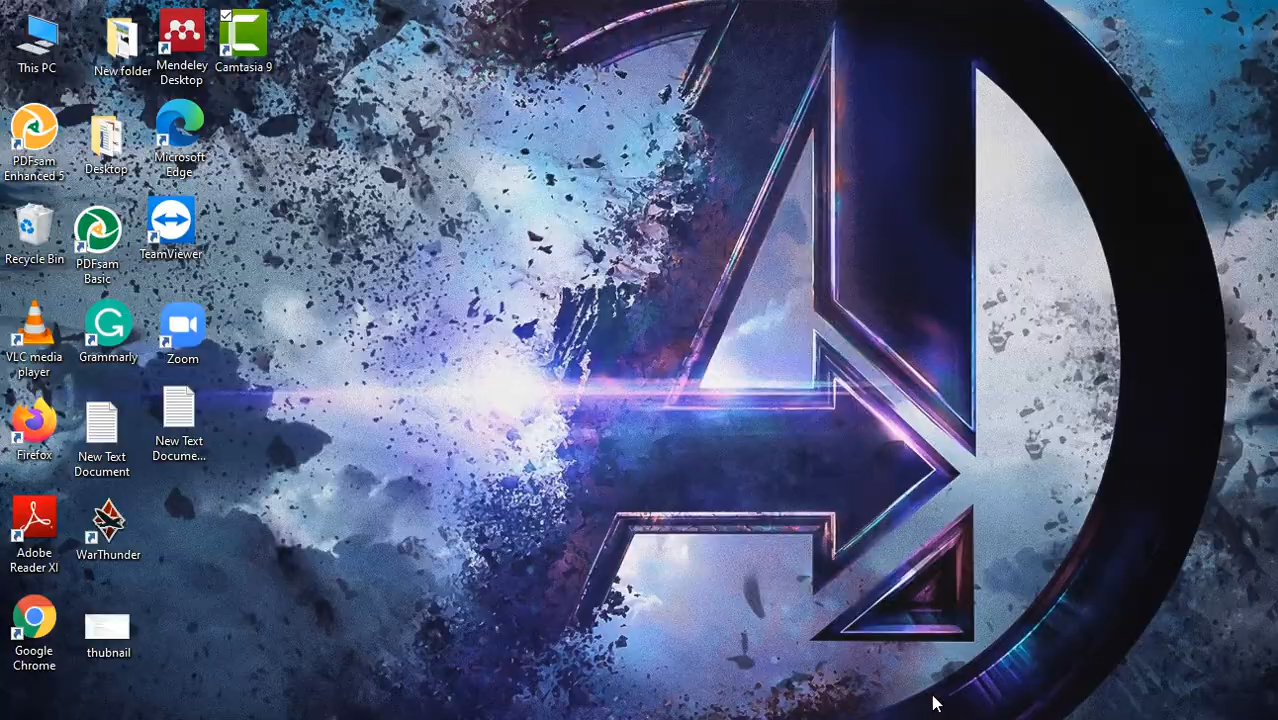 This PC
New folder
Mendeley
Desktop
Camtasia 9
PDFsam
Enhanced 5
Desktop
Microsoft
Edge
Recycle Bin
PDFsam
Basic
TeamViewer
VLC media
player
Grammarly
Zoom
Firefox
New Text
Document
New Text
Docume...
Adobe
Reader XI
WarThunder
Google
Chrome
thubnail